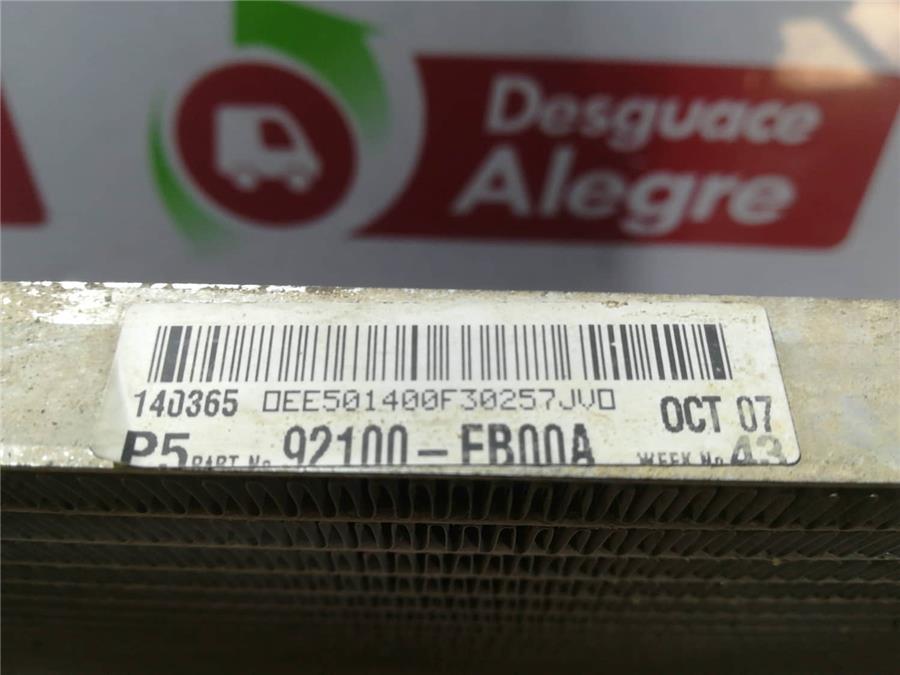 Desguace
Alegre
140365 0EE501400F30257JV0 OCT 07
P5 PART No 92100-EB00A WEEK No 43